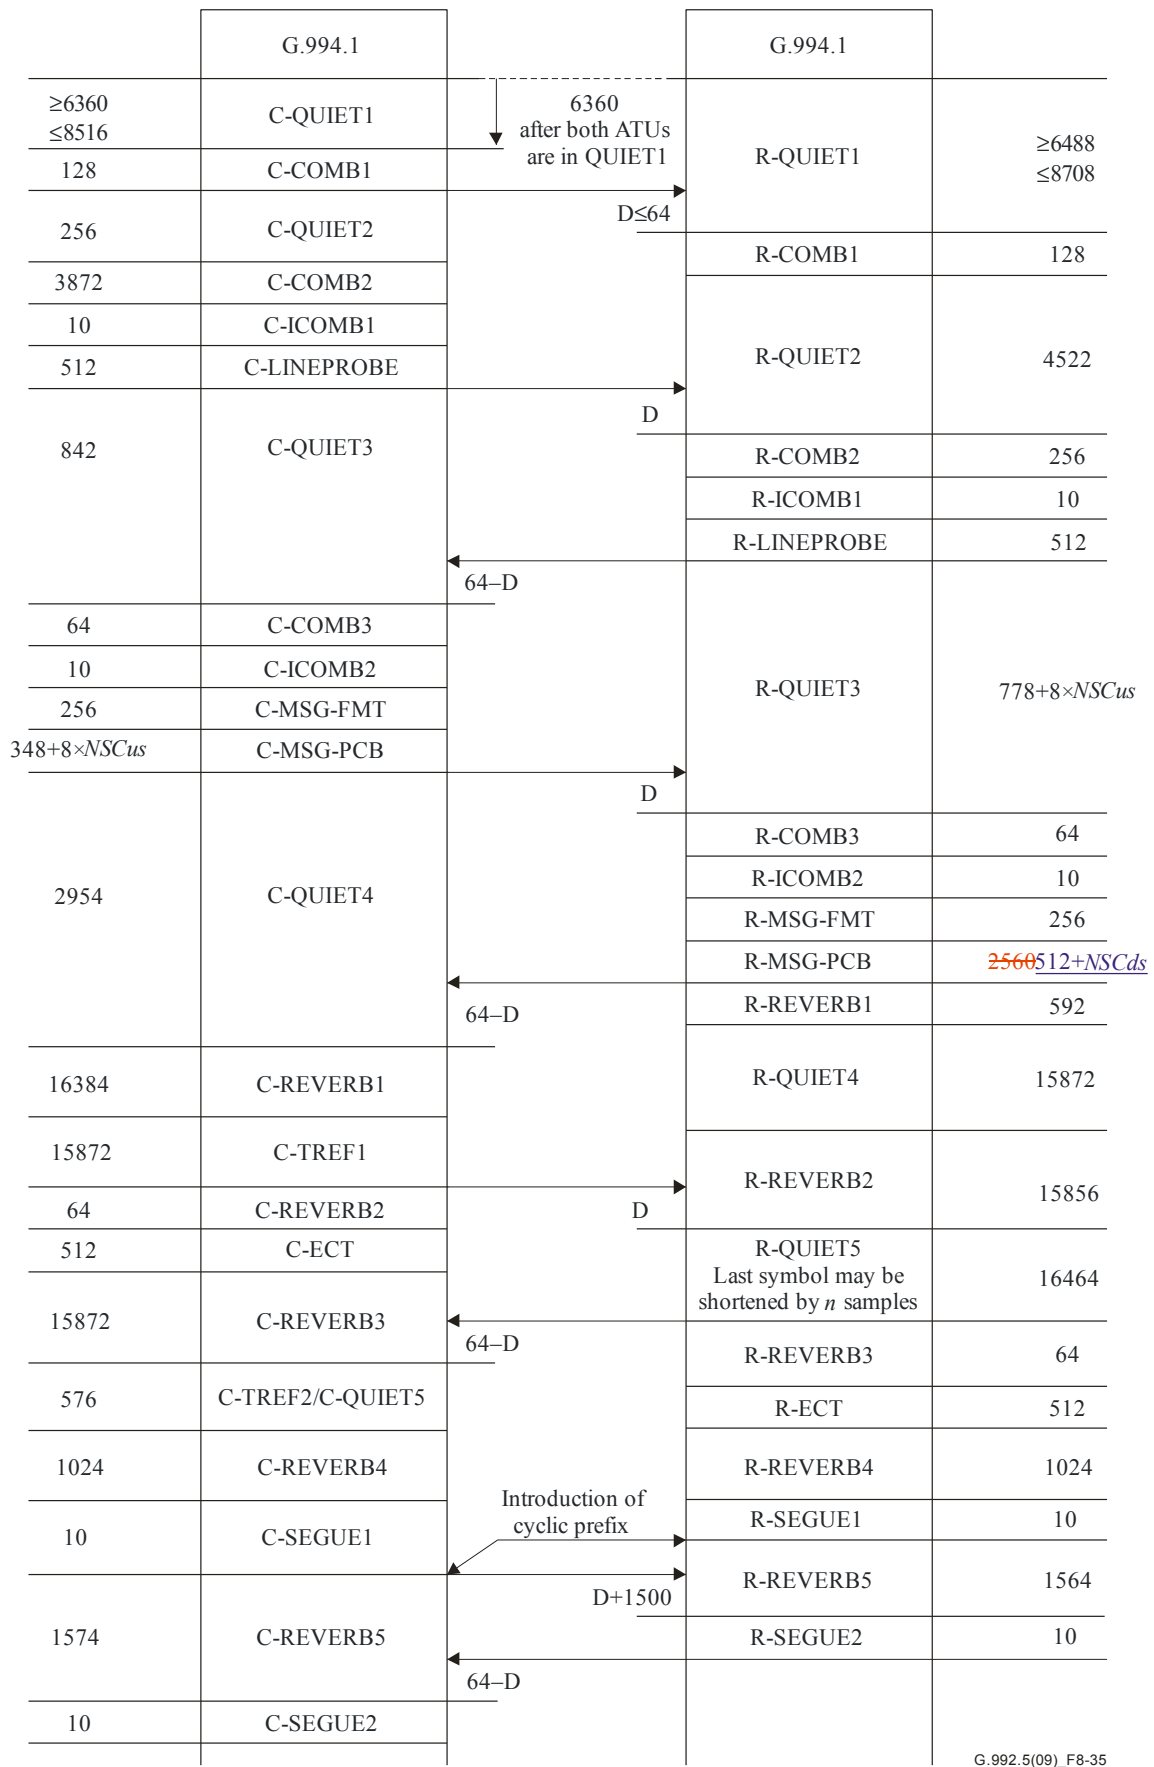 G.994.1 G.994.1
≥6360
≤8516
C-QUIET1
6360
after both ATUs
are in QUIET1
R-QUIET1
≥6488
≤8708
128 C-COMB1
D≤64
256 C-QUIET2
R-COMB1 128
3872 C-COMB2
10 C-ICOMB1
R-QUIET2 4522
512 C-LINEPROBE
D
842 C-QUIET3
R-COMB2 256
R-ICOMB1 10
R-LINEPROBE 512
64–D
64 C-COMB3
10 C-ICOMB2
R-QUIET3 778+8×NSCus
256 C-MSG-FMT
348+8×NSCus C-MSG-PCB
D
R-COMB3 64
2954 C-QUIET4
R-ICOMB2 10
R-MSG-FMT 256
R-MSG-PCB 2560512+NSCds
64–D
R-REVERB1 592
16384 C-REVERB1
R-QUIET4 15872
15872 C-TREF1
R-REVERB2 15856
64 C-REVERB2
D
512 C-ECT
R-QUIET5
Last symbol may be
shortened by n samples
16464
15872 C-REVERB3
64–D
R-REVERB3 64
576 C-TREF2/C-QUIET5
R-ECT 512
1024 C-REVERB4
R-REVERB4 1024
Introduction of
cyclic prefix
R-SEGUE1 10
10 C-SEGUE1
R-REVERB5 1564
D+1500
1574 C-REVERB5
R-SEGUE2 10
64–D
10 C-SEGUE2
G.992.5(09)_F8-35